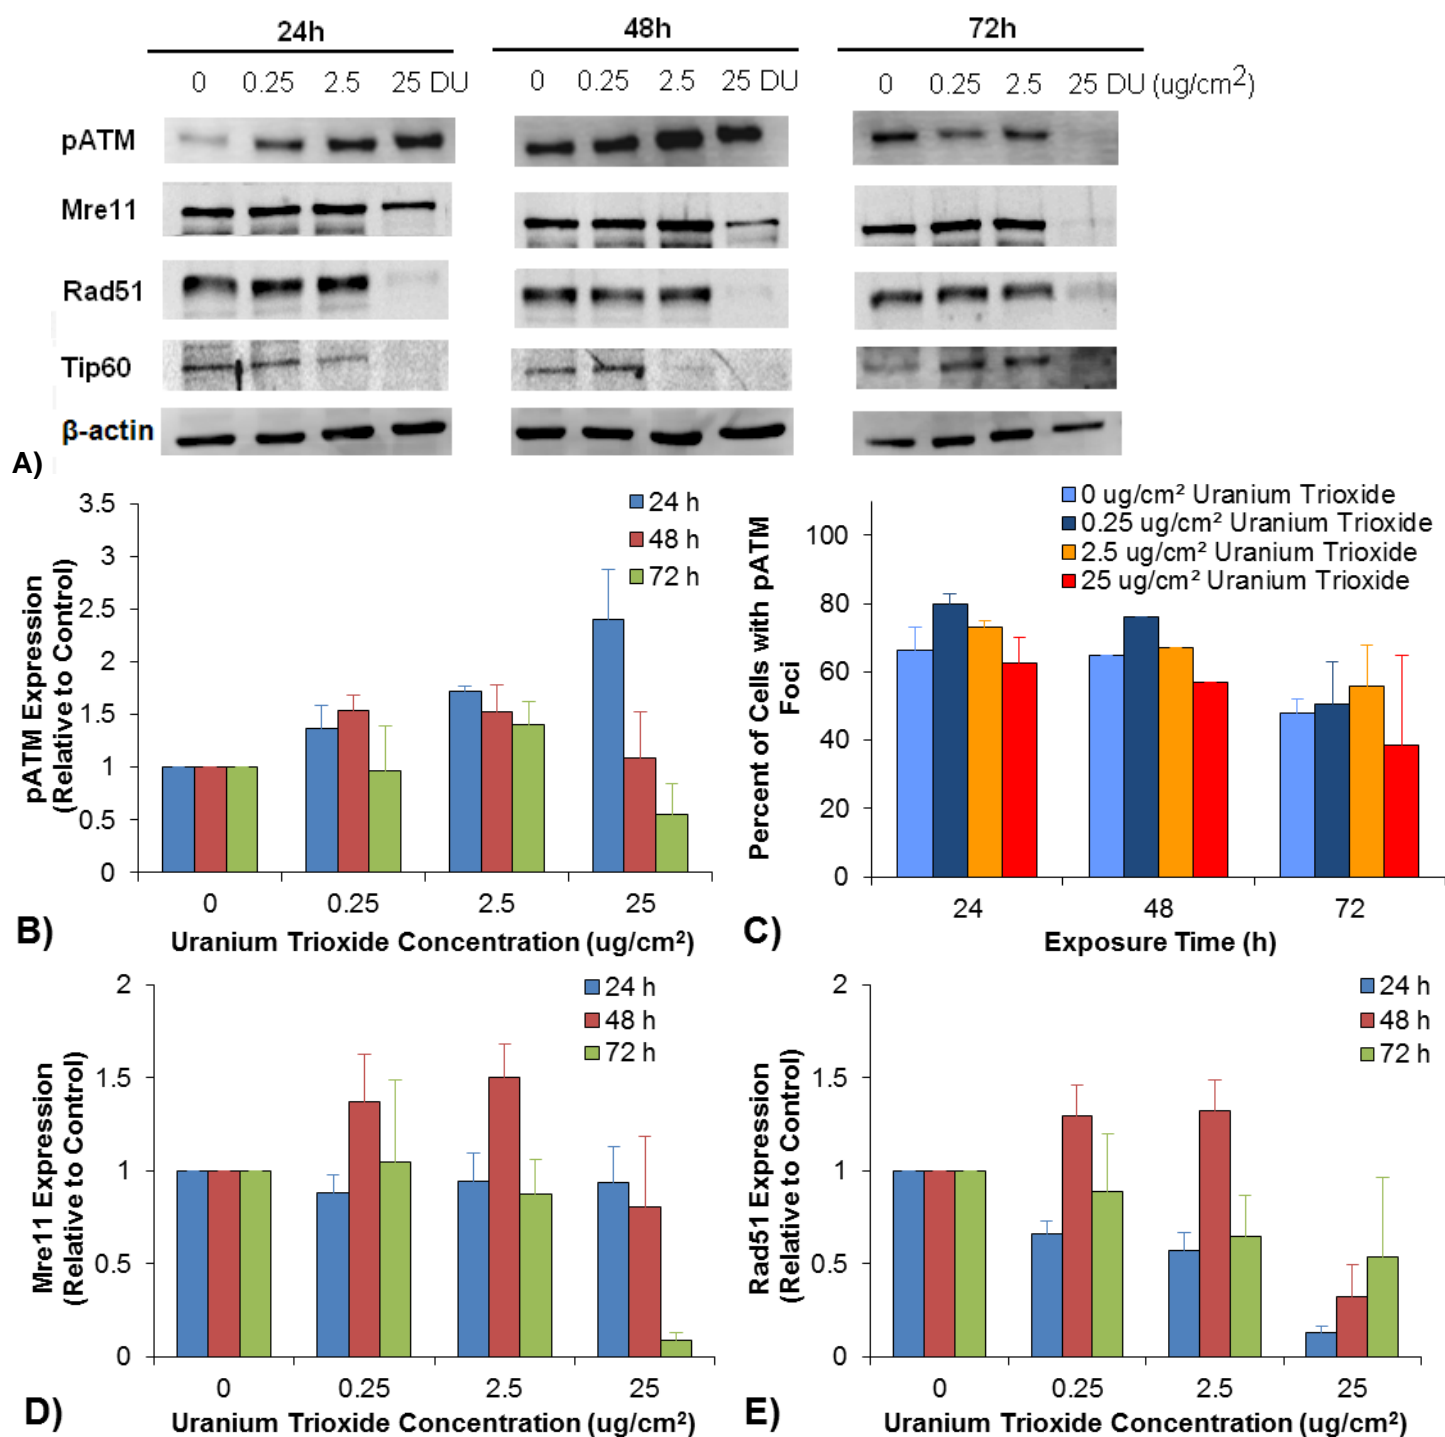 24h 48h 72h
0 0.25 2.5 25 DU 0 0.25 2.5 25 DU 0 0.25 2.5 25 DU (ug/cm²)
pATM
Mre11
Rad51
Tip60
β-actin
A)
3.5
3
2.5
2
1.5
1
0.5
0
pATM Expression
(Relative to Control)
24 h
48 h
72 h
0 0.25 2.5 25
Uranium Trioxide Concentration (ug/cm²)
B)
0 ug/cm² Uranium Trioxide
0.25 ug/cm² Uranium Trioxide
2.5 ug/cm² Uranium Trioxide
25 ug/cm² Uranium Trioxide
100
80
60
40
20
0
Percent of Cells with pATM
Foci
24 48 72
Exposure Time (h)
C)
2
1.5
1
0.5
0
Mre11 Expression
(Relative to Control)
24 h
48 h
72 h
0 0.25 2.5 25
Uranium Trioxide Concentration (ug/cm²)
D)
2
1.5
1
0.5
0
Rad51 Expression
(Relative to Control)
24 h
48 h
72 h
0 0.25 2.5 25
Uranium Trioxide Concentration (ug/cm²)
E)